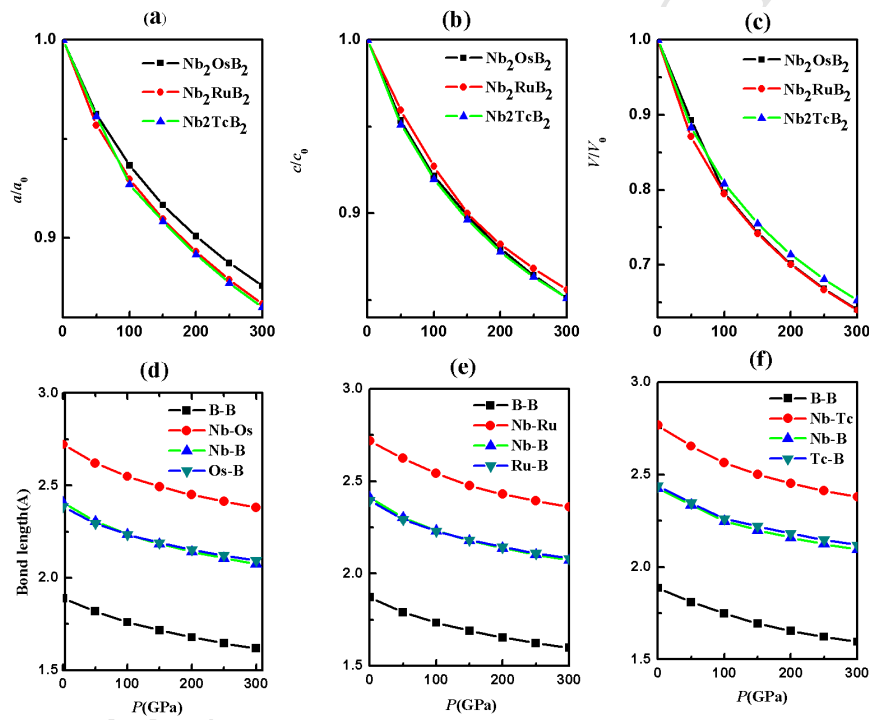 (a)
1.0
0.9
a/a0
0 50 100 150 200 250 300
Nb2OsB2
Nb2RuB2
Nb2TcB2
(b)
1.0
0.9
c/c0
0 100 200 300
Nb2OsB2
Nb2RuB2
Nb2TcB2
(c)
1.0
0.9
0.8
0.7
V/V0
0 100 200 300
Nb2OsB2
Nb2RuB2
Nb2TcB2
(d)
3.0
2.5
2.0
1.5
Bond length(A)
0 50 100 150 200 250 300
P(GPa)
B-B
Nb-Os
Nb-B
Os-B
(e)
3.0
2.5
2.0
1.5
0 50 100 150 200 250 300
P(GPa)
B-B
Nb-Ru
Nb-B
Ru-B
(f)
3.0
2.5
2.0
1.5
0 50 100 150 200 250 300
P(GPa)
B-B
Nb-Tc
Nb-B
Tc-B